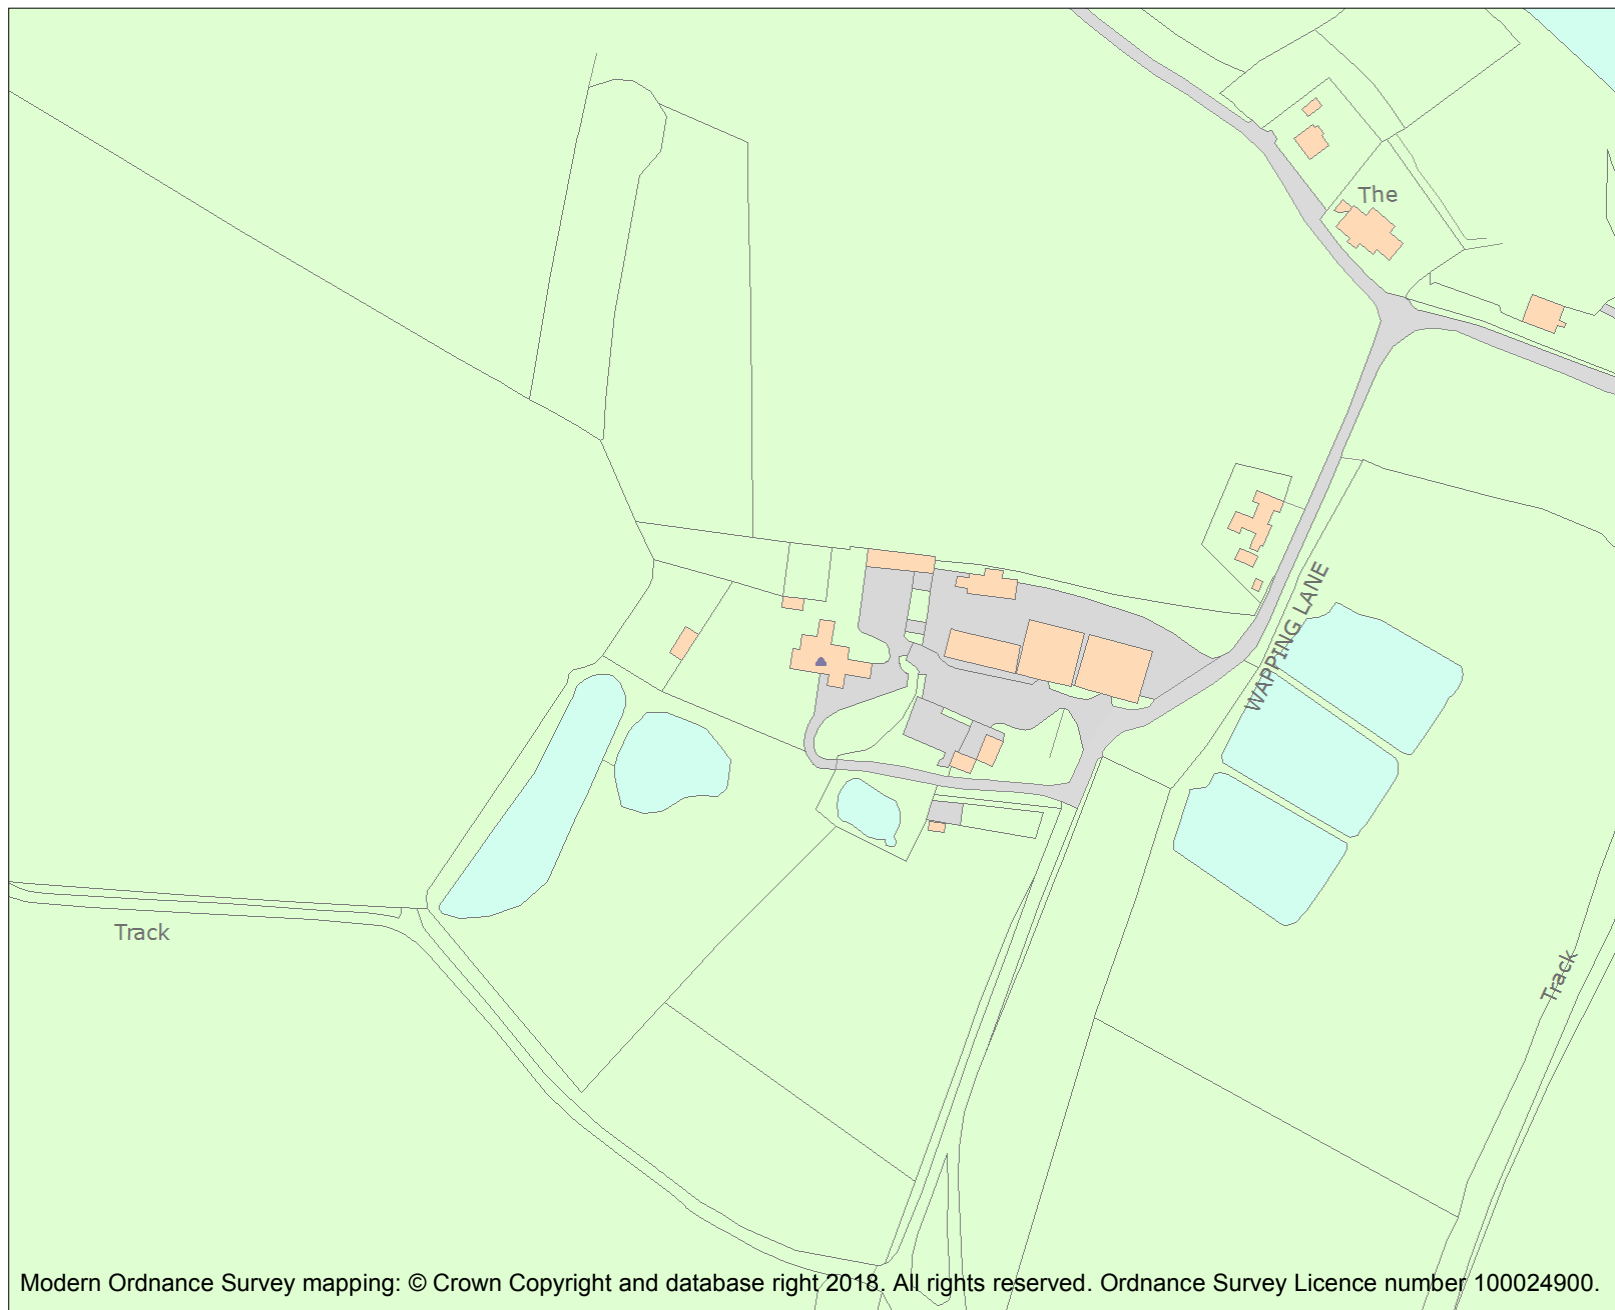 The
WAPPING LANE
Track
Track
Modern Ordnance Survey mapping: © Crown Copyright and database right 2018. All rights reserved. Ordnance Survey Licence number 100024900.